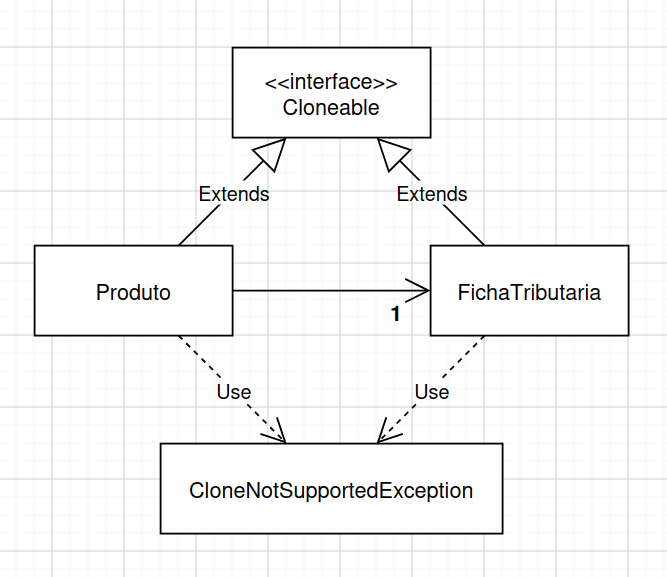 <<interface>>
Cloneable
Extends
Extends
Produto
1
FichaTributaria
Use
Use
CloneNotSupportedException